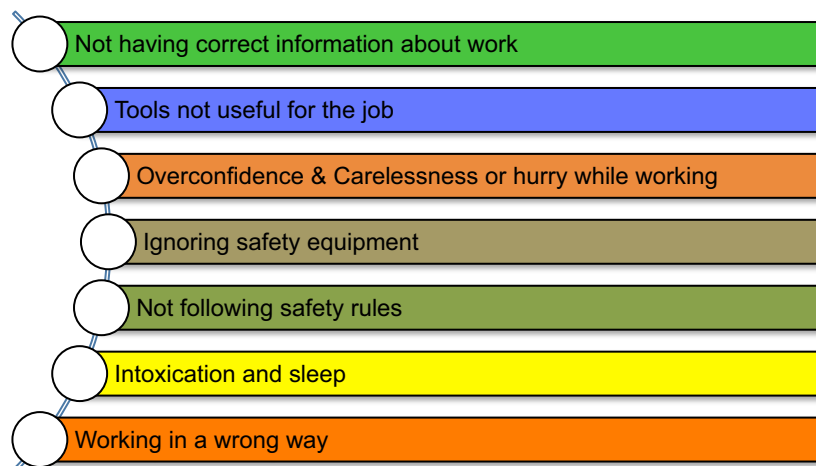 Not having correct information about work
Tools not useful for the job
Overconfidence & Carelessness or hurry while working
Ignoring safety equipment
Not following safety rules
Intoxication and sleep
Working in a wrong way